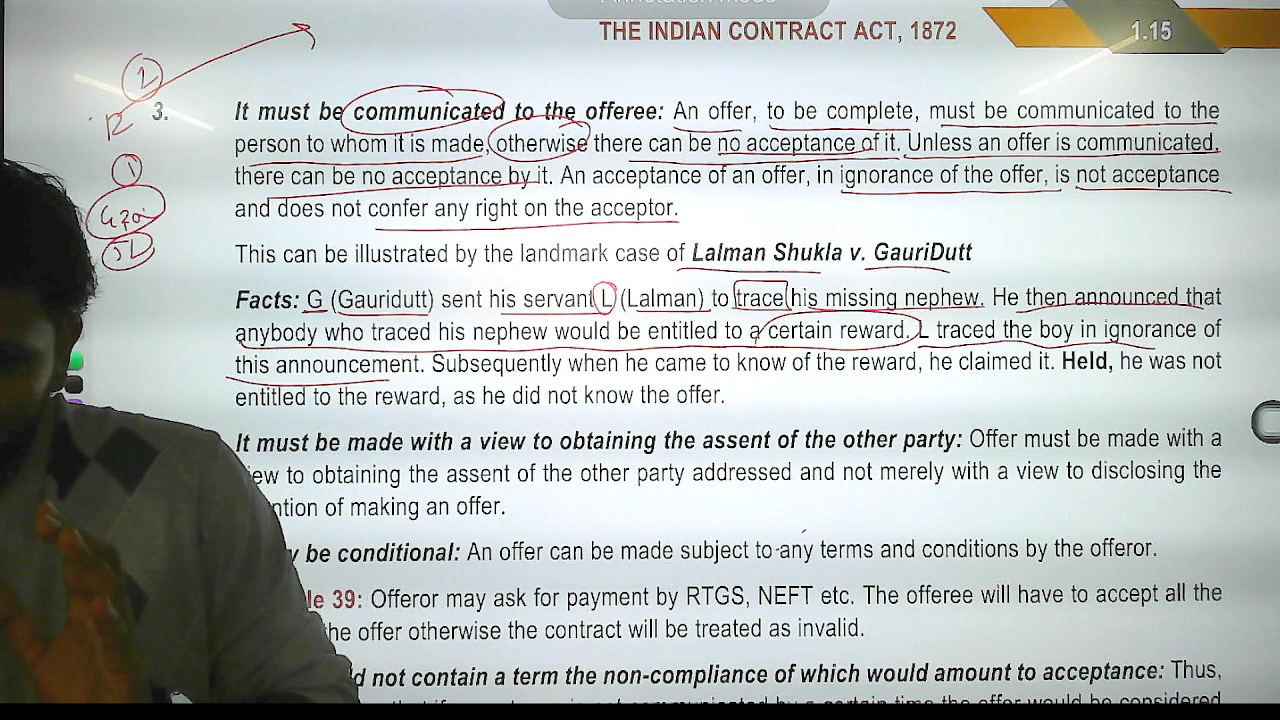 THE INDIAN CONTRACT ACT, 1872
1.15
3. It must be communicated to the offeree: An offer, to be complete, must be communicated to the
person to whom it is made, otherwise there can be no acceptance of it. Unless an offer is communicated,
there can be no acceptance by it. An acceptance of an offer, in ignorance of the offer, is not acceptance
and does not confer any right on the acceptor.
This can be illustrated by the landmark case of Lalman Shukla v. GauriDutt
Facts: G (Gauridutt) sent his servant L (Lalman) to trace his missing nephew. He then announced that
anybody who traced his nephew would be entitled to a certain reward. L traced the boy in ignorance of
this announcement. Subsequently when he came to know of the reward, he claimed it. Held, he was not
entitled to the reward, as he did not know the offer.
It must be made with a view to obtaining the assent of the other party: Offer must be made with a
ew to obtaining the assent of the other party addressed and not merely with a view to disclosing the
ntion of making an offer.
y be conditional: An offer can be made subject to any terms and conditions by the offeror.
le 39: Offeror may ask for payment by RTGS, NEFT etc. The offeree will have to accept all the
the offer otherwise the contract will be treated as invalid.
d not contain a term the non-compliance of which would amount to acceptance: Thus,
a certain time the offer would be considered